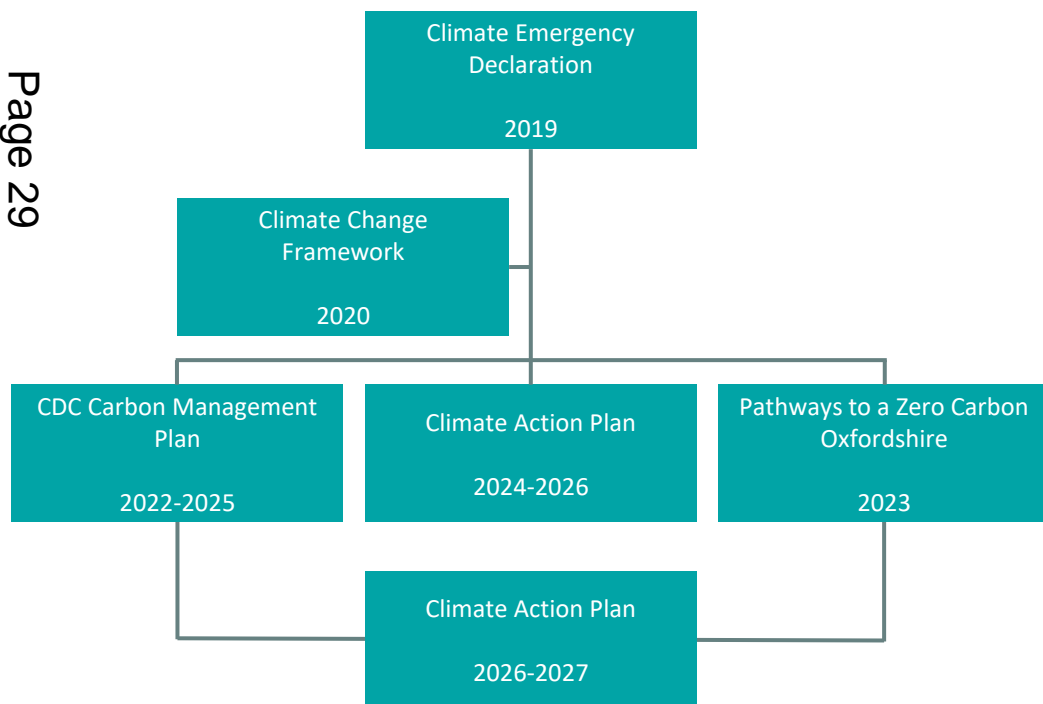 Page 29
Climate Emergency
Declaration
2019
Climate Change
Framework
2020
CDC Carbon Management
Plan
2022-2025
Climate Action Plan
2024-2026
Pathways to a Zero Carbon
Oxfordshire
2023
Climate Action Plan
2026-2027